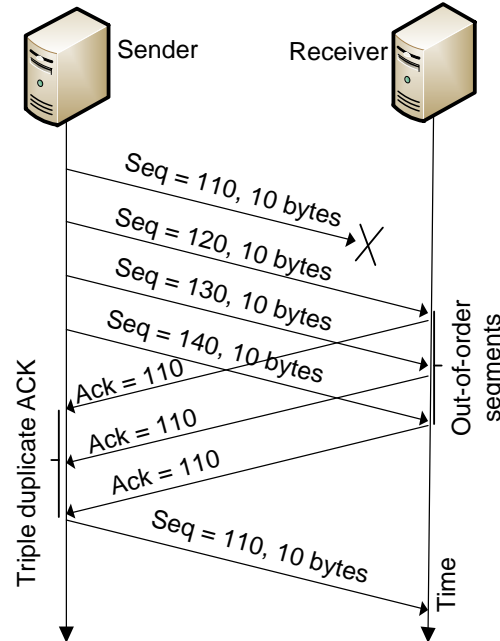 Sender
Receiver
Seq = 110, 10 bytes
Seq = 120, 10 bytes
Seq = 130, 10 bytes
Seq = 140, 10 bytes
Out-of-order
segments
Ack = 110
Ack = 110
Ack = 110
Triple duplicate ACK
Seq = 110, 10 bytes
Time